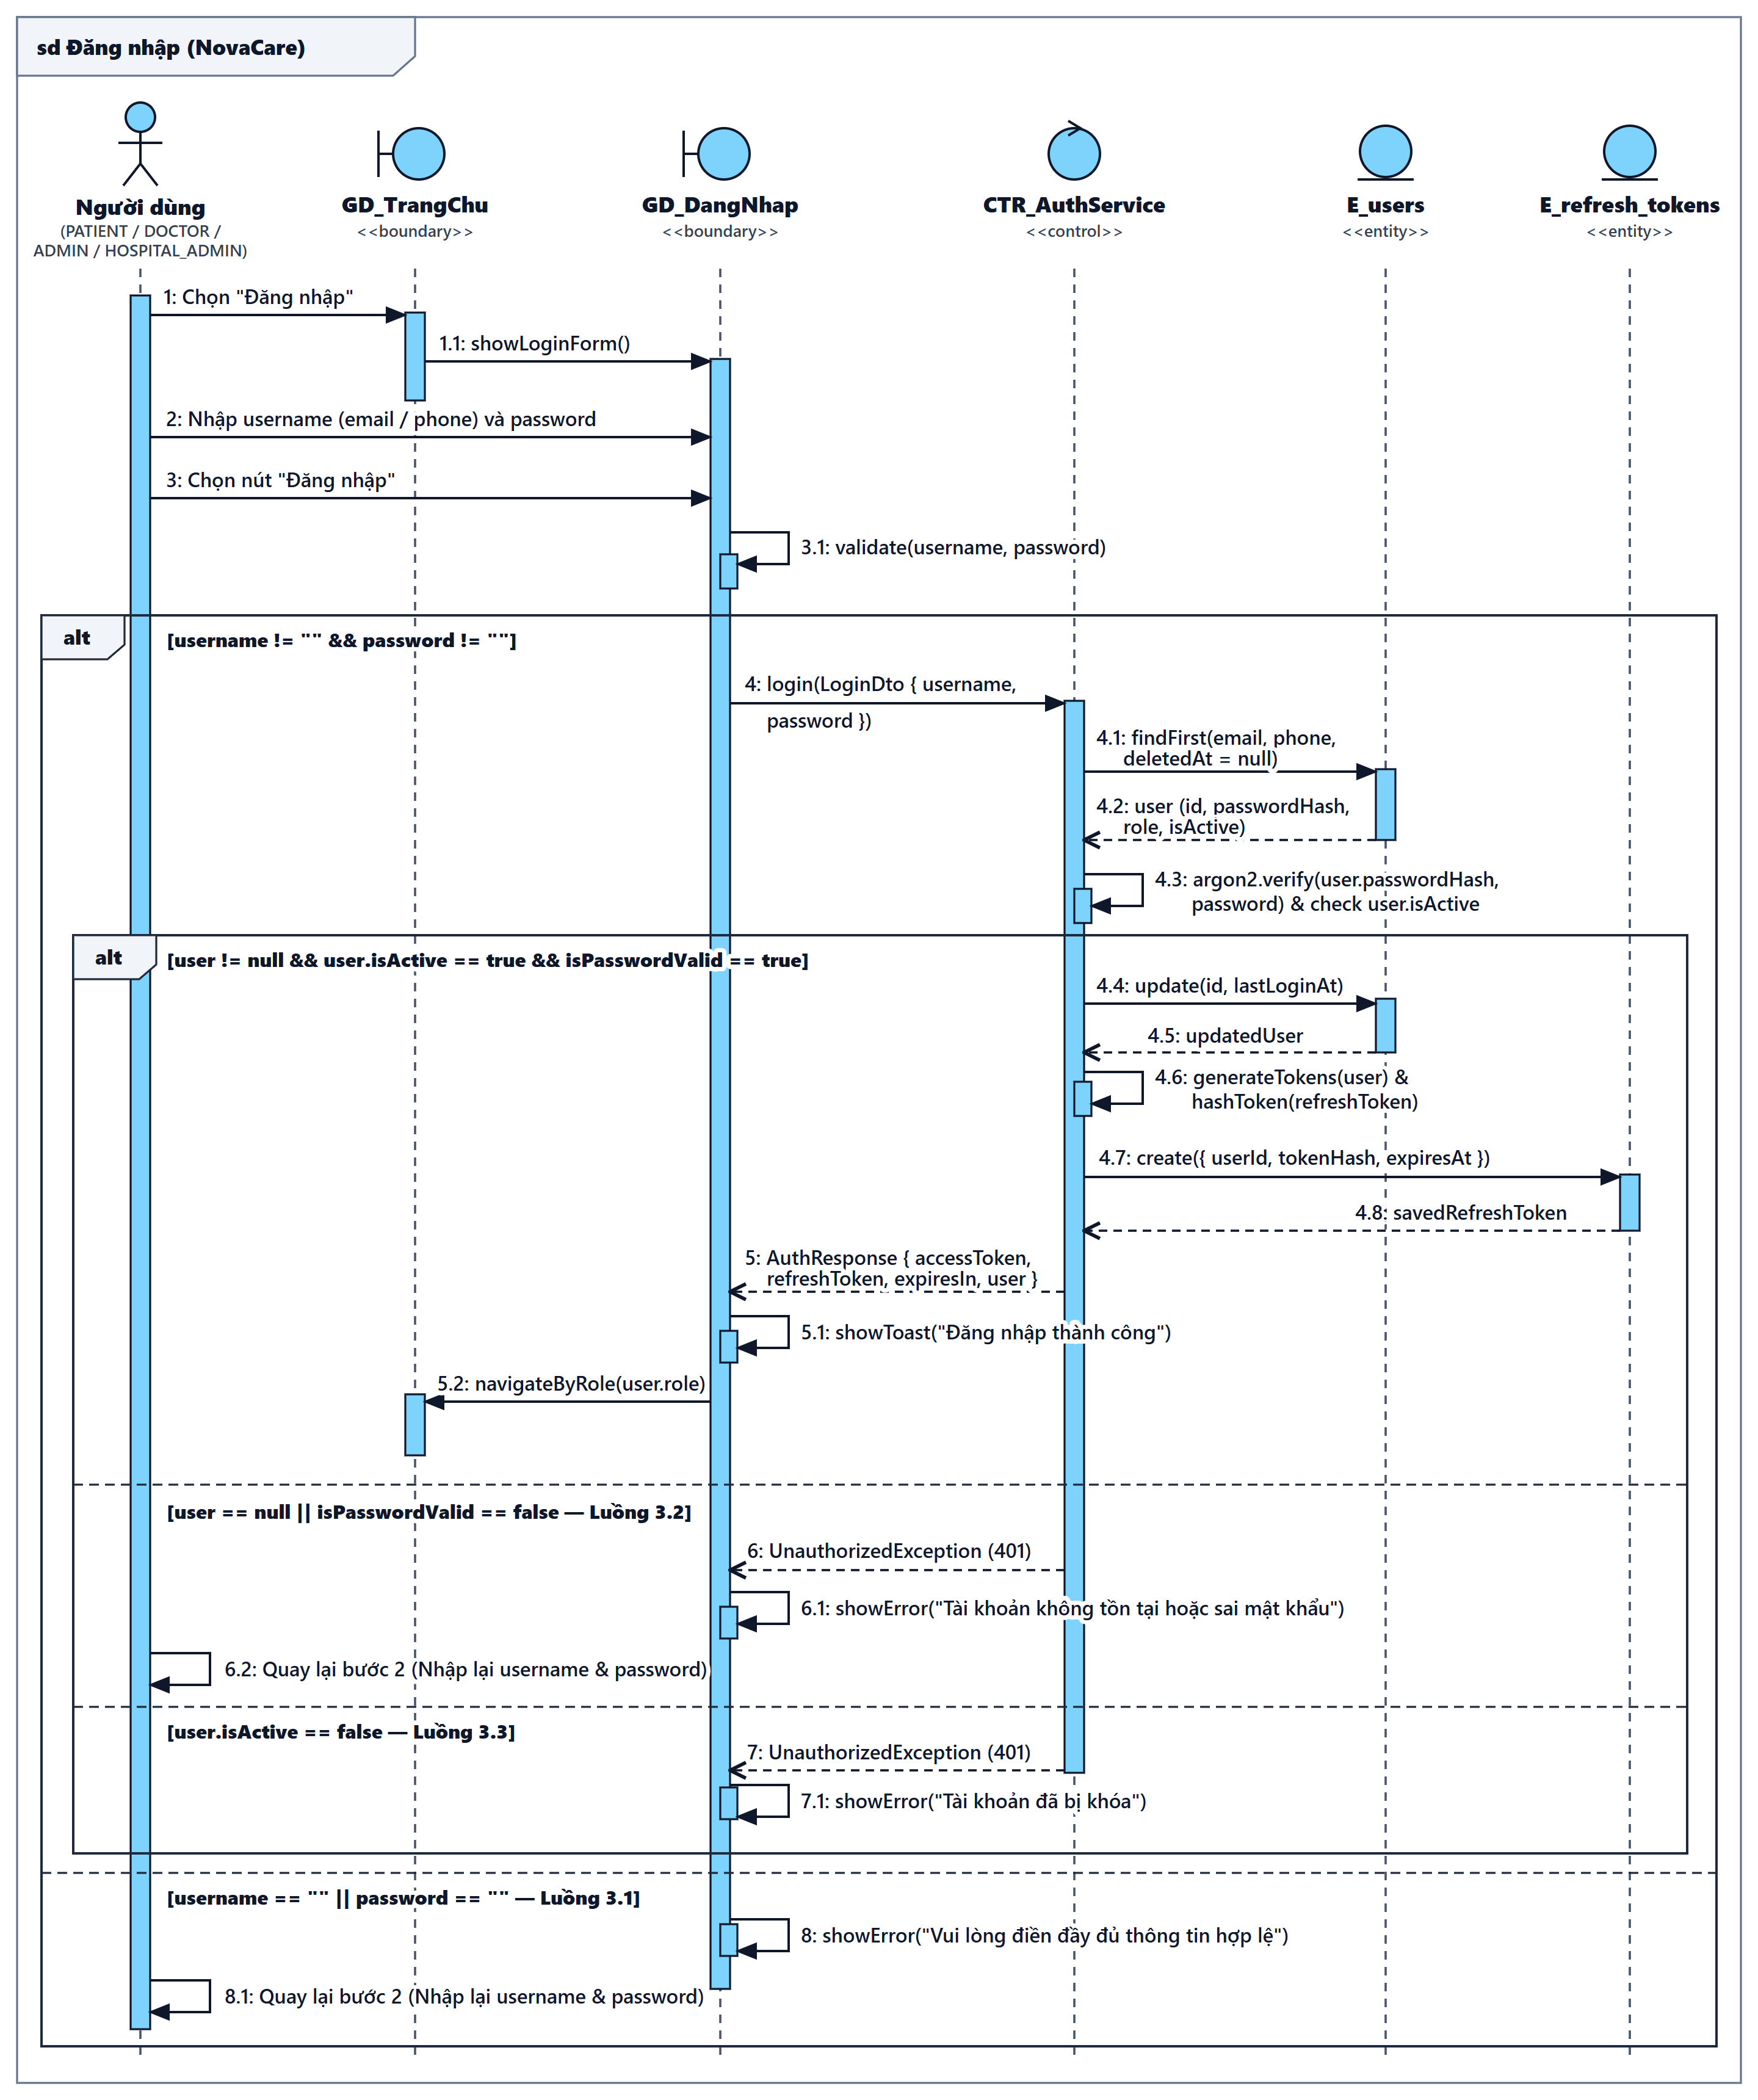 sd Đăng nhập (NovaCare)
Người dùng
(PATIENT / DOCTOR /
ADMIN / HOSPITAL_ADMIN)
GD_TrangChu
<<boundary>>
GD_DangNhap
<<boundary>>
CTR_AuthService
<<control>>
E_users
<<entity>>
E_refresh_tokens
<<entity>>
1: Chọn "Đăng nhập"
1.1: showLoginForm()
2: Nhập username (email / phone) và password
3: Chọn nút "Đăng nhập"
3.1: validate(username, password)
alt
[username != "" && password != ""]
4: login(LoginDto { username,
password })
4.1: findFirst(email, phone,
deletedAt = null)
4.2: user (id, passwordHash,
role, isActive)
4.3: argon2.verify(user.passwordHash,
password) & check user.isActive
alt
[user != null && user.isActive == true && isPasswordValid == true]
4.4: update(id, lastLoginAt)
4.5: updatedUser
4.6: generateTokens(user) &
hashToken(refreshToken)
4.7: create({ userId, tokenHash, expiresAt })
4.8: savedRefreshToken
5: AuthResponse { accessToken,
refreshToken, expiresIn, user }
5.1: showToast("Đăng nhập thành công")
5.2: navigateByRole(user.role)
[user == null || isPasswordValid == false — Luồng 3.2]
6: UnauthorizedException (401)
6.1: showError("Tài khoản không tồn tại hoặc sai mật khẩu")
6.2: Quay lại bước 2 (Nhập lại username & password)
[user.isActive == false — Luồng 3.3]
7: UnauthorizedException (401)
7.1: showError("Tài khoản đã bị khóa")
[username == "" || password == "" — Luồng 3.1]
8: showError("Vui lòng điền đầy đủ thông tin hợp lệ")
8.1: Quay lại bước 2 (Nhập lại username & password)